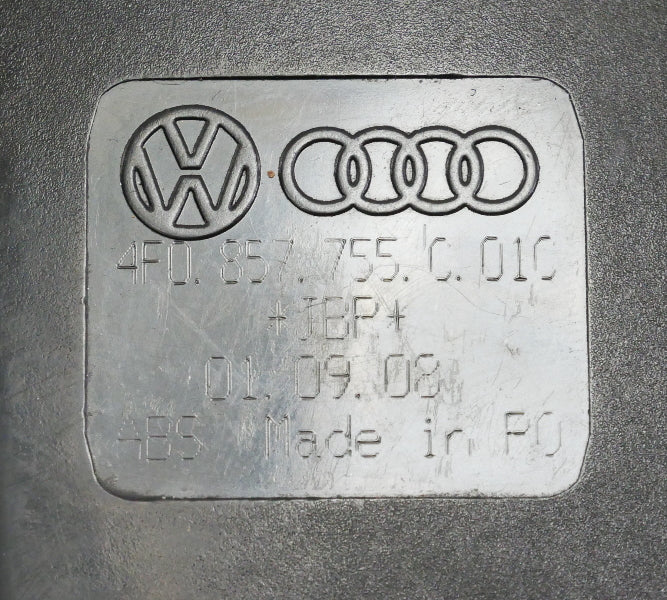 4F0. 857. 755. C. 01C
+JBP+
01. 09. 08
ABS Made in PO